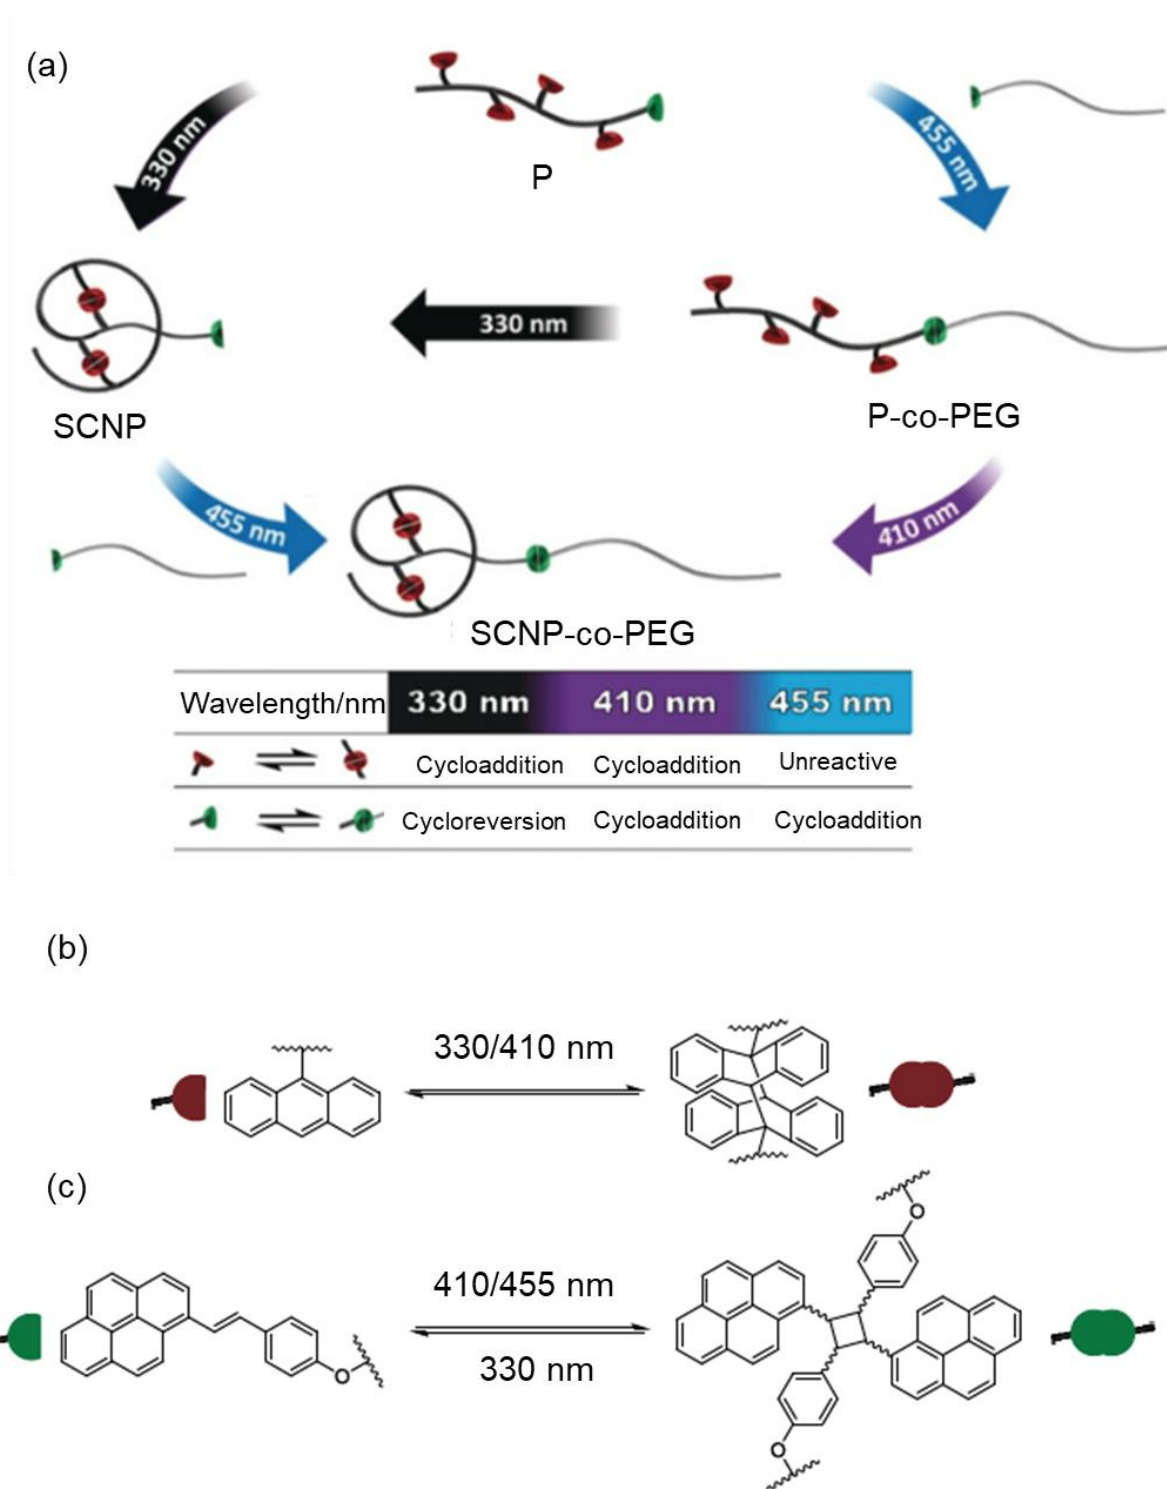 (a)
330 nm
P
455 nm
330 nm
SCNP
P-co-PEG
455 nm
410 nm
SCNP-co-PEG
Wavelength/nm 330 nm 410 nm 455 nm
Cycloaddition Cycloaddition Unreactive
Cycloreversion Cycloaddition Cycloaddition
(b)
330/410 nm
(c)
O
410/455 nm
330 nm
O
O